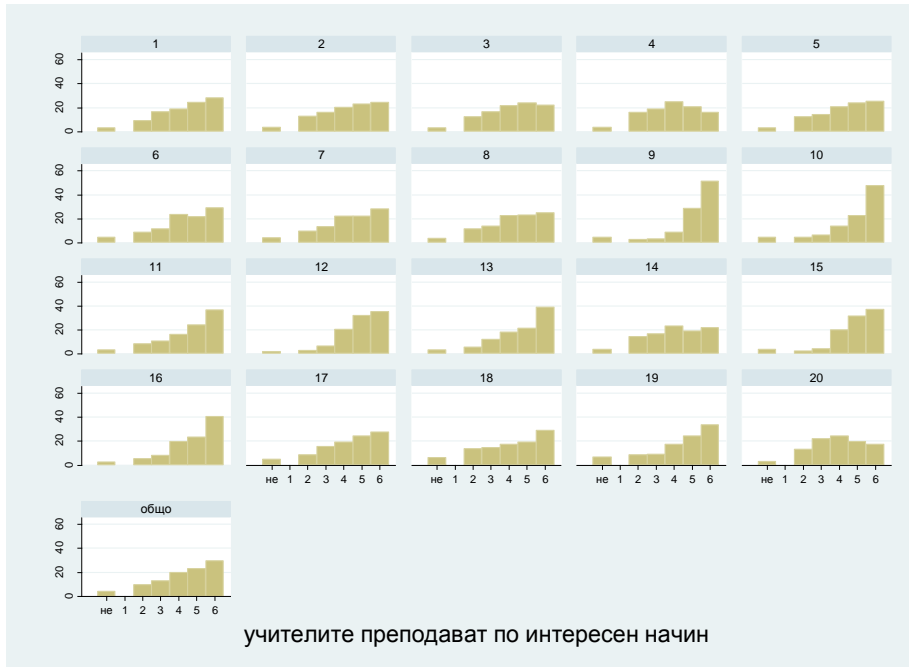 1 2 3 4 5
0 20 40 60
6 7 8 9 10
0 20 40 60
11 12 13 14 15
0 20 40 60
16 17 18 19 20
0 20 40 60
не 1 2 3 4 5 6 не 1 2 3 4 5 6 не 1 2 3 4 5 6 не 1 2 3 4 5 6
общо
0 20 40 60
не 1 2 3 4 5 6
учителите преподават по интересен начин